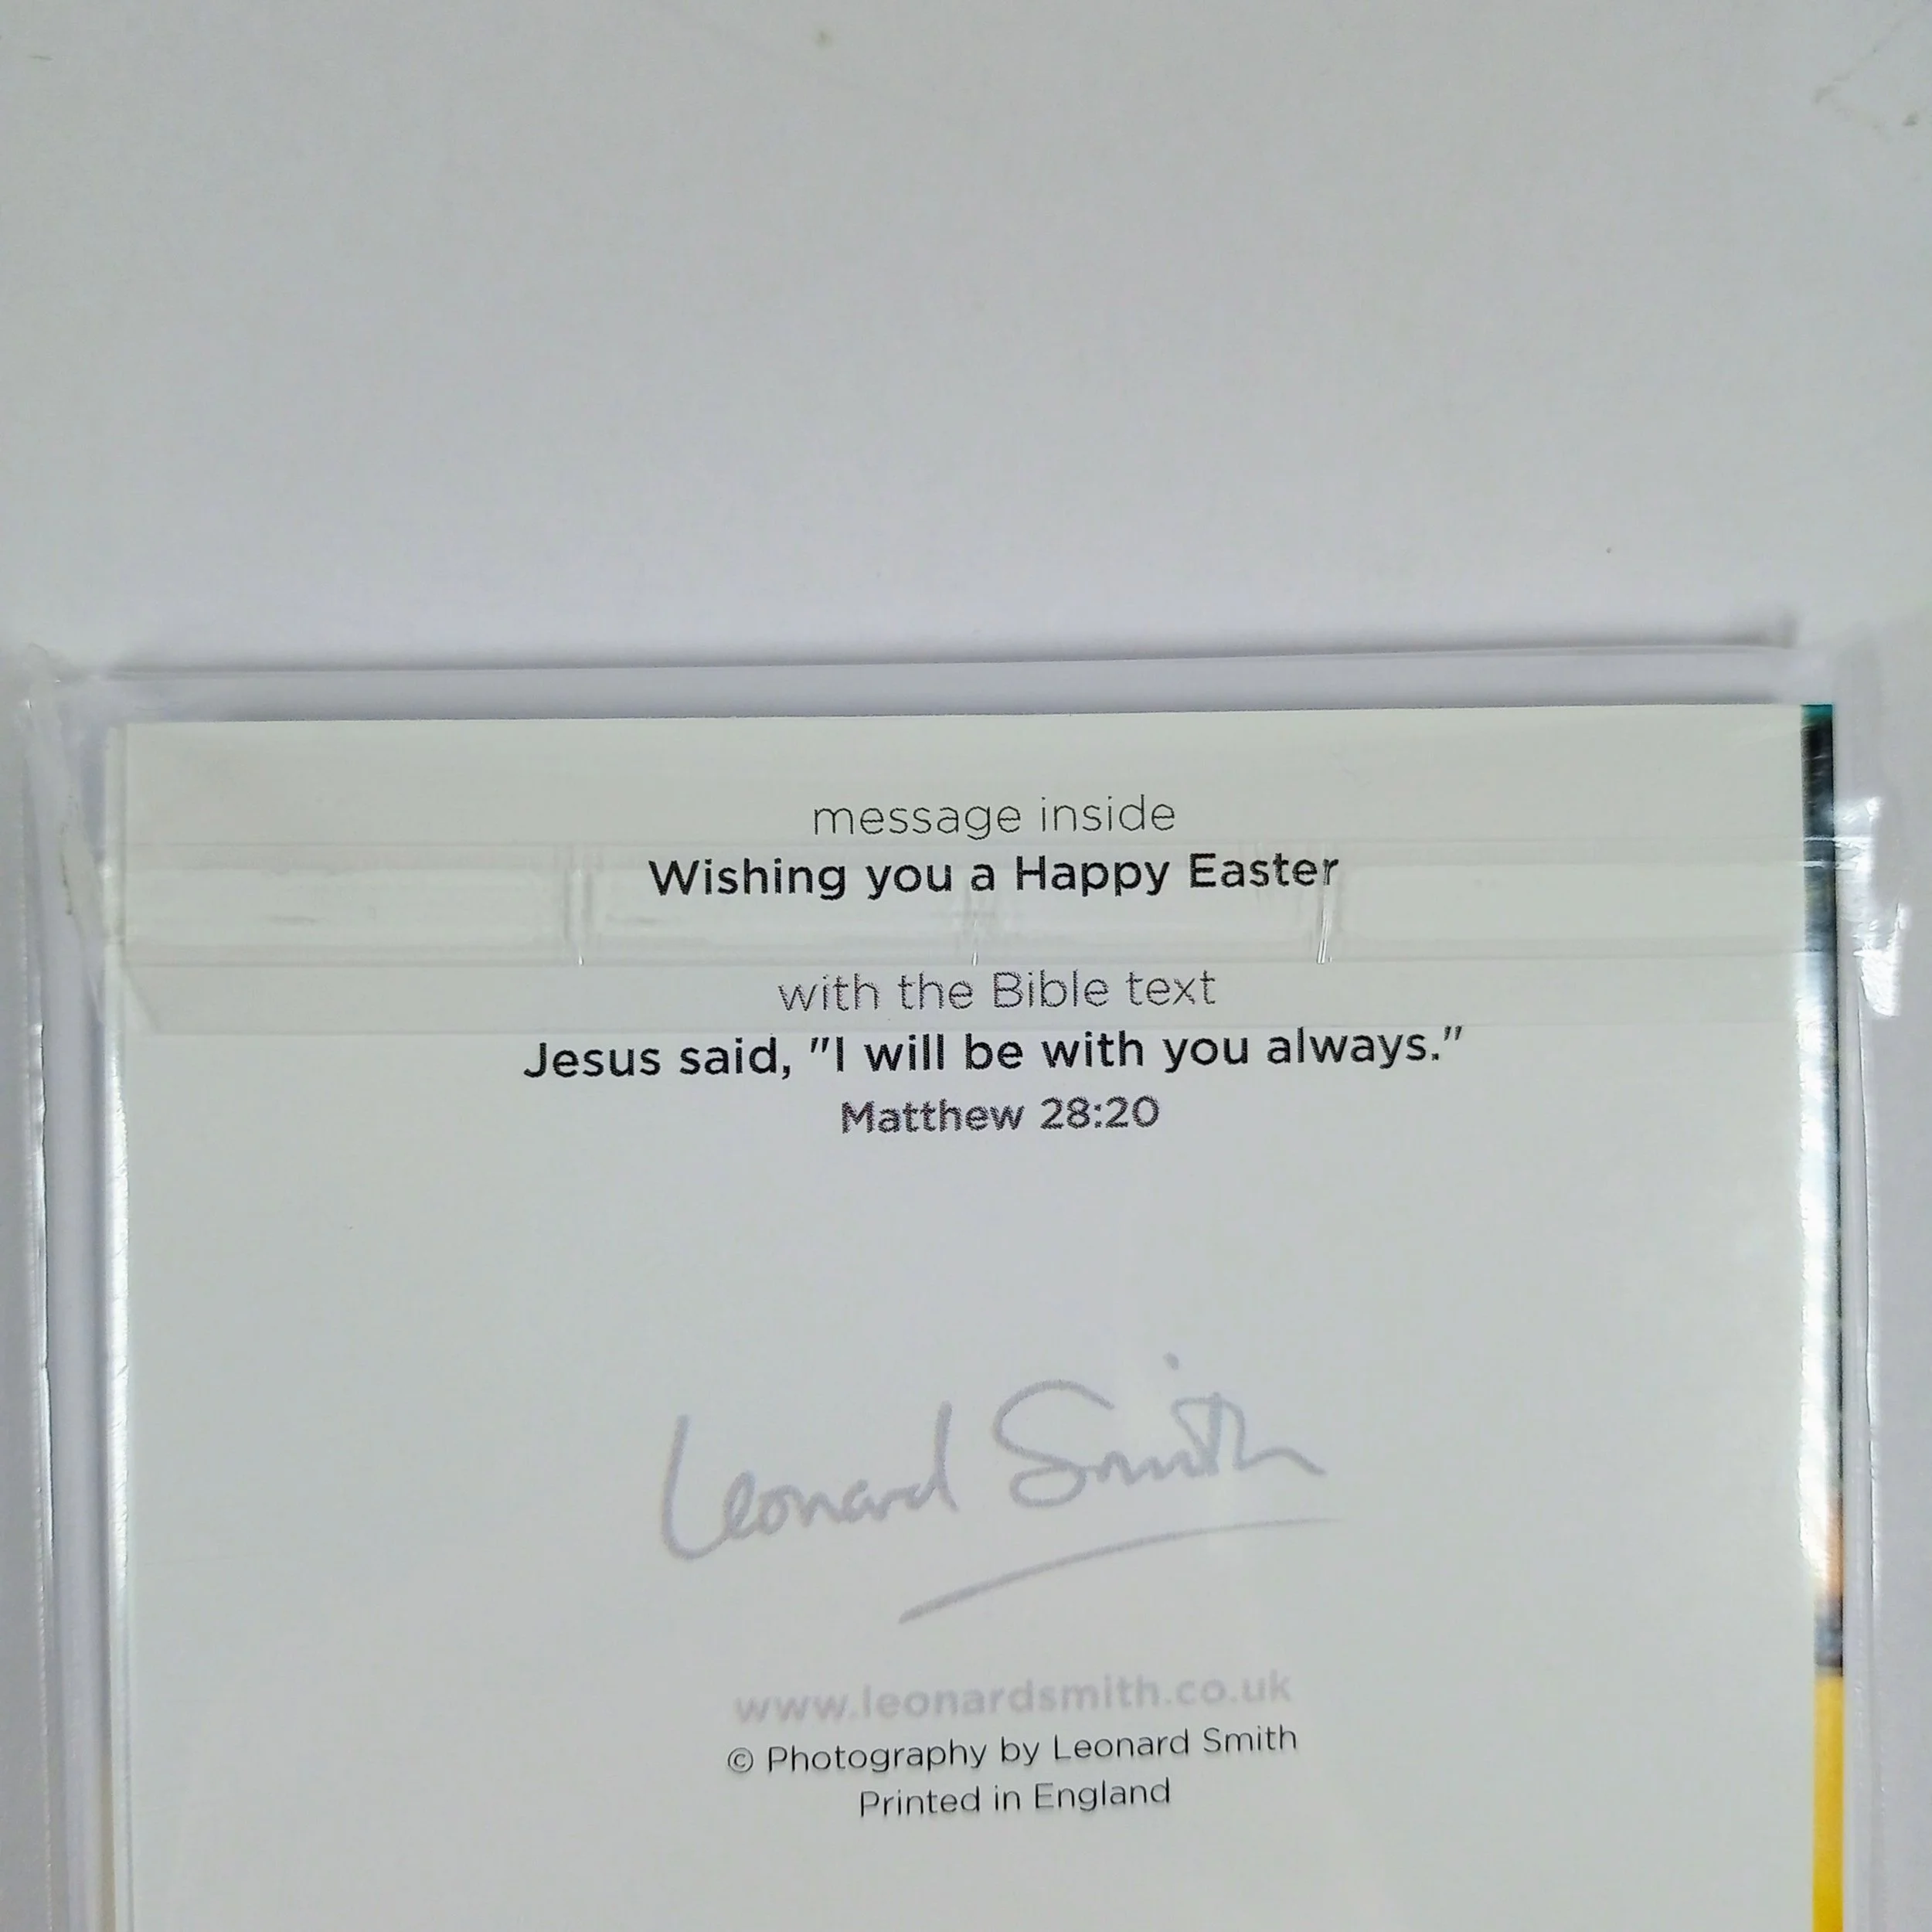 message inside
Wishing you a Happy Easter
with the Bible text
Jesus said, "I will be with you always."
Matthew 28:20
Leonard Smith
www.leonardsmith.co.uk
© Photography by Leonard Smith
Printed in England